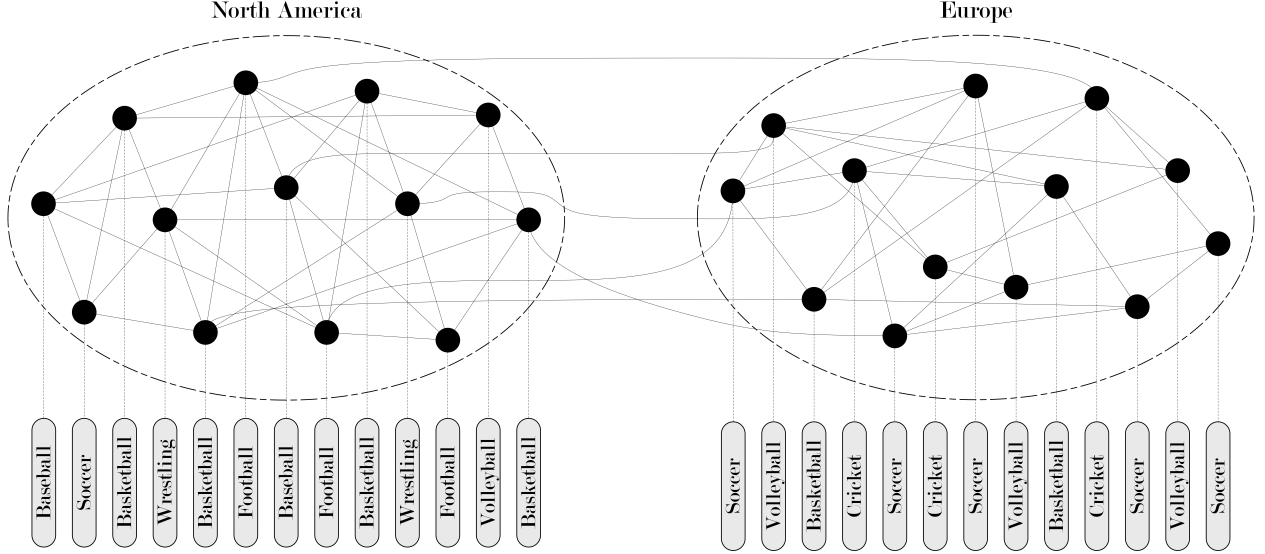 North America
Europe
Baseball
Soccer
Basketball
Wrestling
Basketball
Football
Baseball
Football
Basketball
Wrestling
Football
Volleyball
Basketball
Soccer
Volleyball
Basketball
Cricket
Soccer
Cricket
Soccer
Volleyball
Basketball
Cricket
Soccer
Volleyball
Soccer